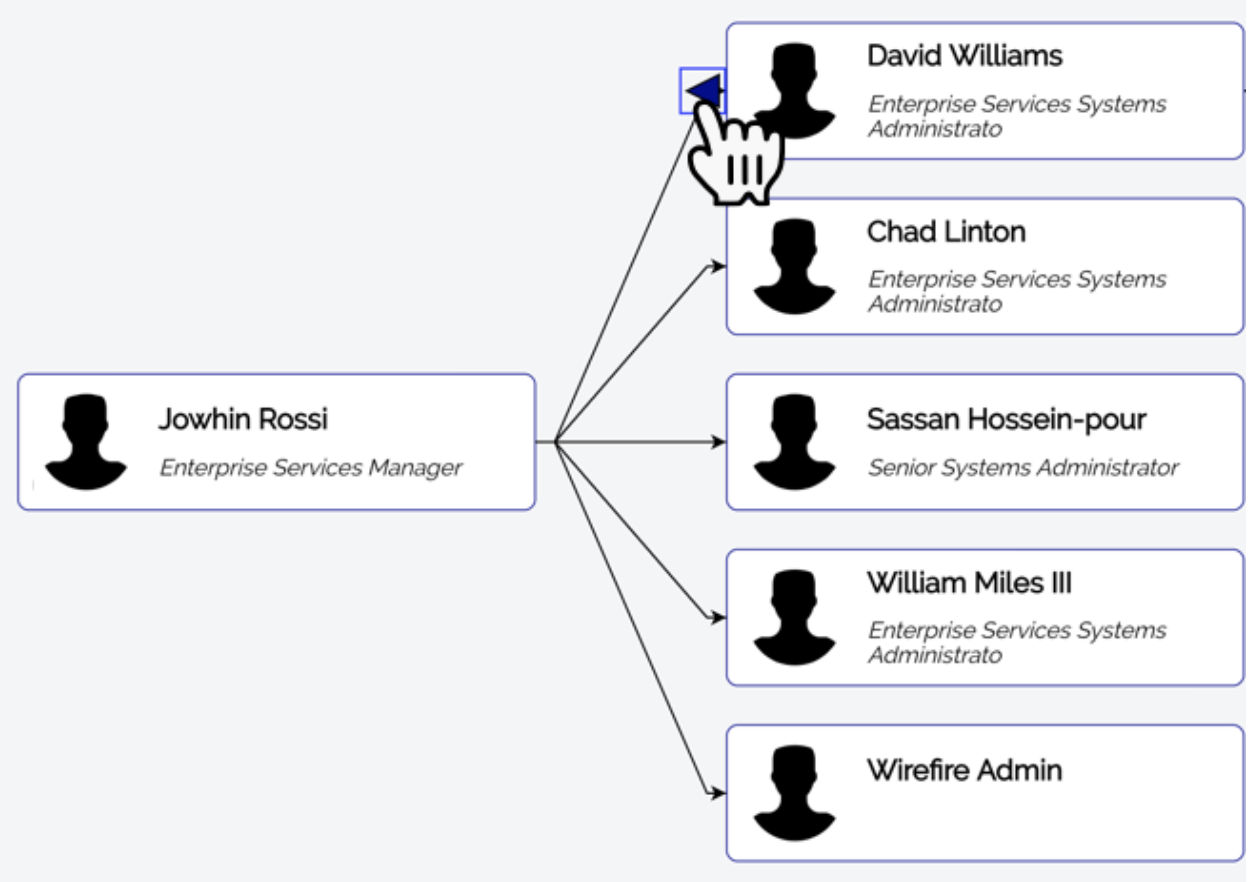 David Williams
Enterprise Services Systems
Administrato
Chad Linton
Enterprise Services Systems
Administrato
Jowhin Rossi
Enterprise Services Manager
Sassan Hossein-pour
Senior Systems Administrator
William Miles III
Enterprise Services Systems
Administrato
Wirefire Admin